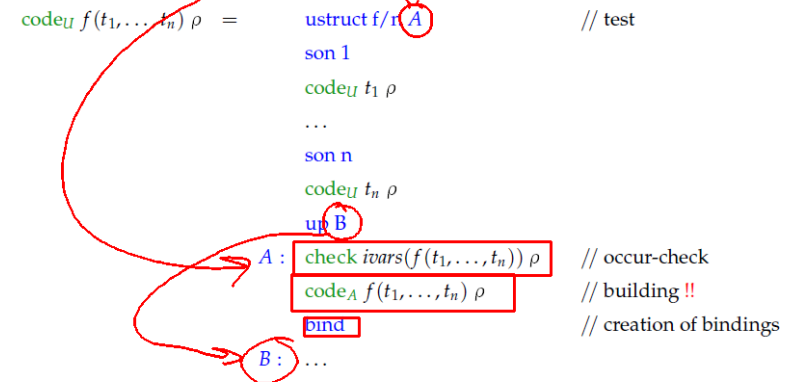 codeU f(t1,…,tn) ρ = ustruct f/n A // test
son 1
codeU t1 ρ
…
son n
codeU tn ρ
up B
A : check ivars(f(t1,…,tn)) ρ // occur-check
codeA f(t1,…,tn) ρ // building !!
bind // creation of bindings
B : …